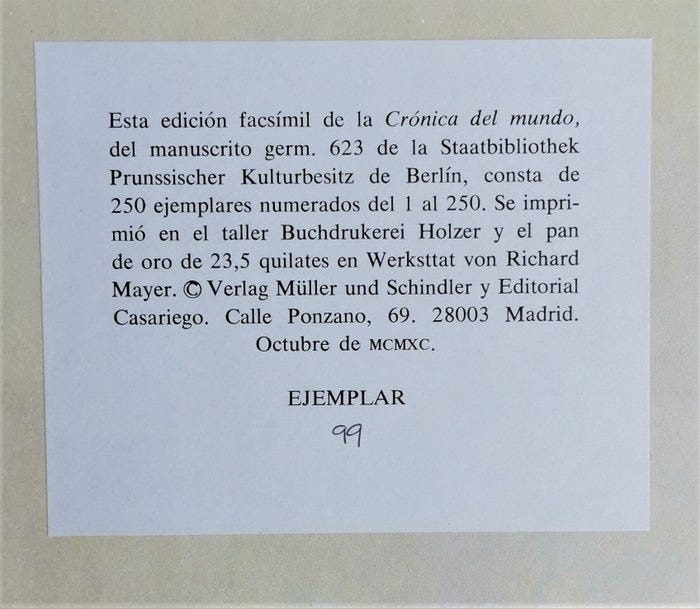 Esta edición facsímil de la Crónica del mundo,
del manuscrito germ. 623 de la Staatbibliothek
Prunssischer Kulturbesitz de Berlín, consta de
250 ejemplares numerados del 1 al 250. Se impri-
mió en el taller Buchdrukerei Holzer y el pan
de oro de 23,5 quilates en Werksttat von Richard
Mayer. © Verlag Müller und Schindler y Editorial
Casariego. Calle Ponzano, 69. 28003 Madrid.
Octubre de MCMXC.
EJEMPLAR
99